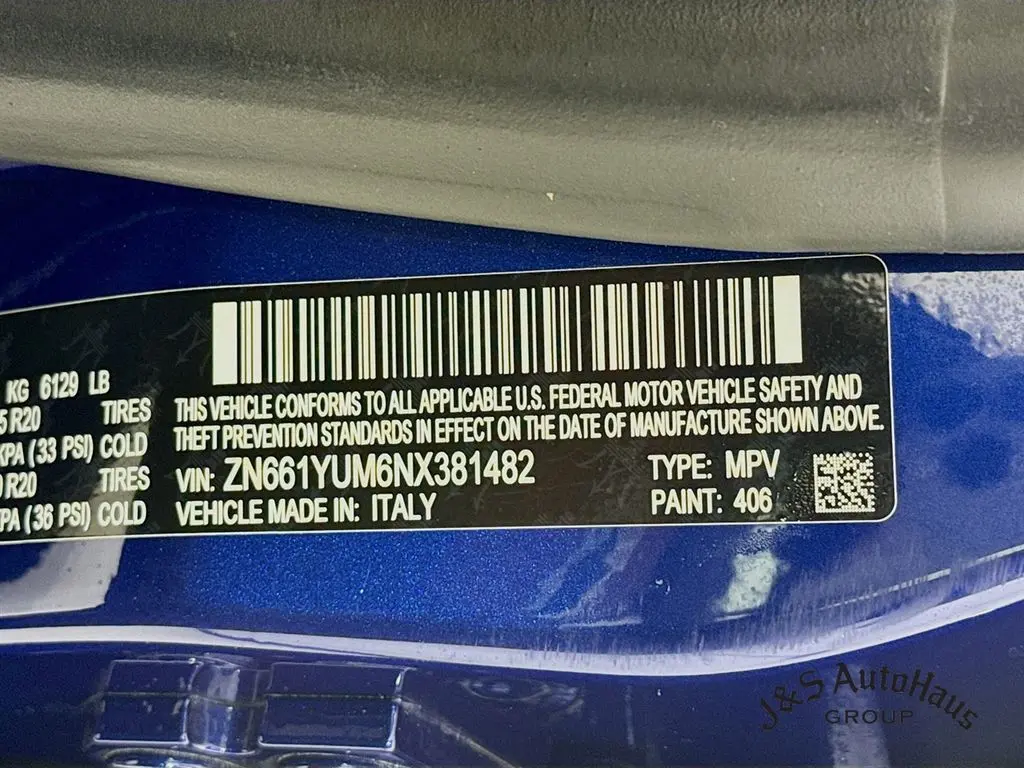 KG 6129 LB
5 R20 TIRES
KPA (33 PSI) COLD
R20 TIRES
PA (36 PSI) COLD
THIS VEHICLE CONFORMS TO ALL APPLICABLE U.S. FEDERAL MOTOR VEHICLE SAFETY AND
THEFT PREVENTION STANDARDS IN EFFECT ON THE DATE OF MANUFACTURE SHOWN ABOVE.
VIN: ZN661YUM6NX381482
VEHICLE MADE IN: ITALY
TYPE: MPV
PAINT: 406
J&S AutoHaus
GROUP